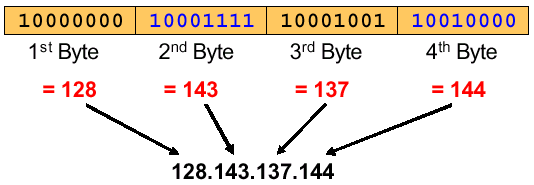 10000000 10001111 10001001 10010000
1st Byte 2nd Byte 3rd Byte 4th Byte
= 128 = 143 = 137 = 144
128.143.137.144